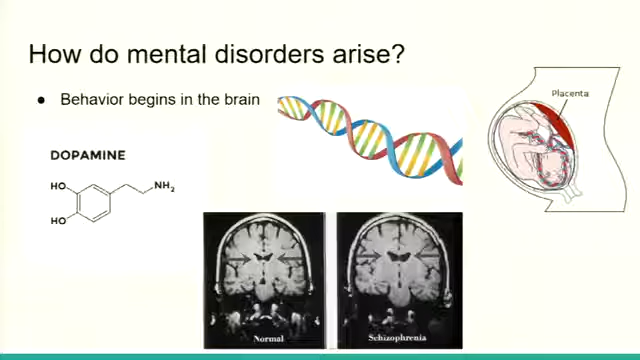 How do mental disorders arise?
● Behavior begins in the brain
Placenta
DOPAMINE
HO
NH₂
HO
Normal
Schizophrenia